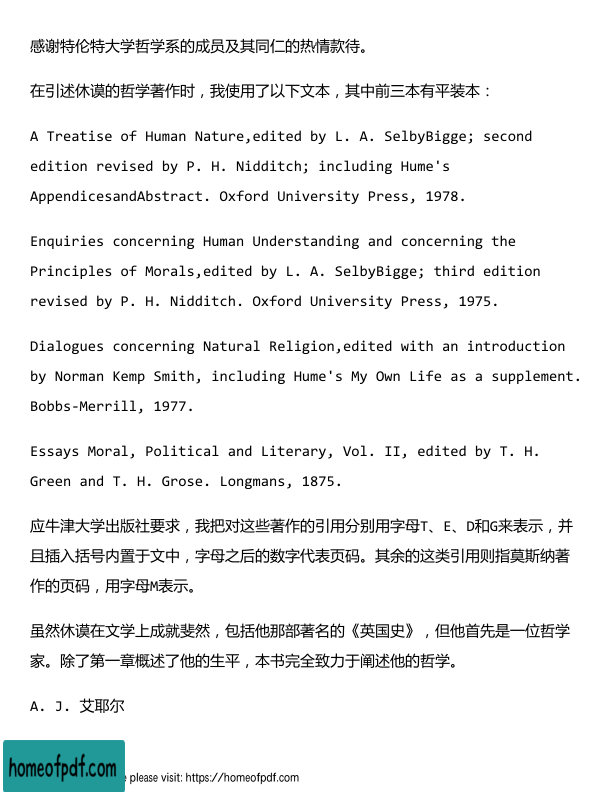 感谢特伦特大学哲学系的成员及其同仁的热情款待。
在引述休谟的哲学著作时，我使用了以下文本，其中前三本有平装本：
A Treatise of Human Nature,edited by L. A. SelbyBigge; second
edition revised by P. H. Nidditch; including Hume's
AppendicesandAbstract. Oxford University Press, 1978.
Enquiries concerning Human Understanding and concerning the
Principles of Morals,edited by L. A. SelbyBigge; third edition
revised by P. H. Nidditch. Oxford University Press, 1975.
Dialogues concerning Natural Religion,edited with an introduction
by Norman Kemp Smith, including Hume's My Own Life as a supplement.
Bobbs-Merrill, 1977.
Essays Moral, Political and Literary, Vol. II, edited by T. H.
Green and T. H. Grose. Longmans, 1875.
应牛津大学出版社要求，我把对这些著作的引用分别用字母T、E、D和G来表示，并
且插入括号内置于文中，字母之后的数字代表页码。其余的这类引用则指莫斯纳著
作的页码，用字母M表示。
虽然休谟在文学上成就斐然，包括他那部著名的《英国史》，但他首先是一位哲学
家。除了第一章概述了他的生平，本书完全致力于阐述他的哲学。
A. J. 艾耶尔
homeofpdf.com
please visit: https://homeofpdf.com